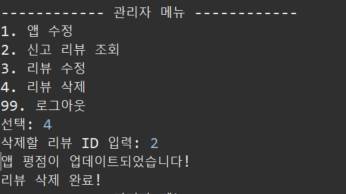 ------------ 관리자 메뉴 ------------
1. 앱 수정
2. 신고 리뷰 조회
3. 리뷰 수정
4. 리뷰 삭제
99. 로그아웃
선택: 4
삭제할 리뷰 ID 입력: 2
앱 평점이 업데이트되었습니다!
리뷰 삭제 완료!